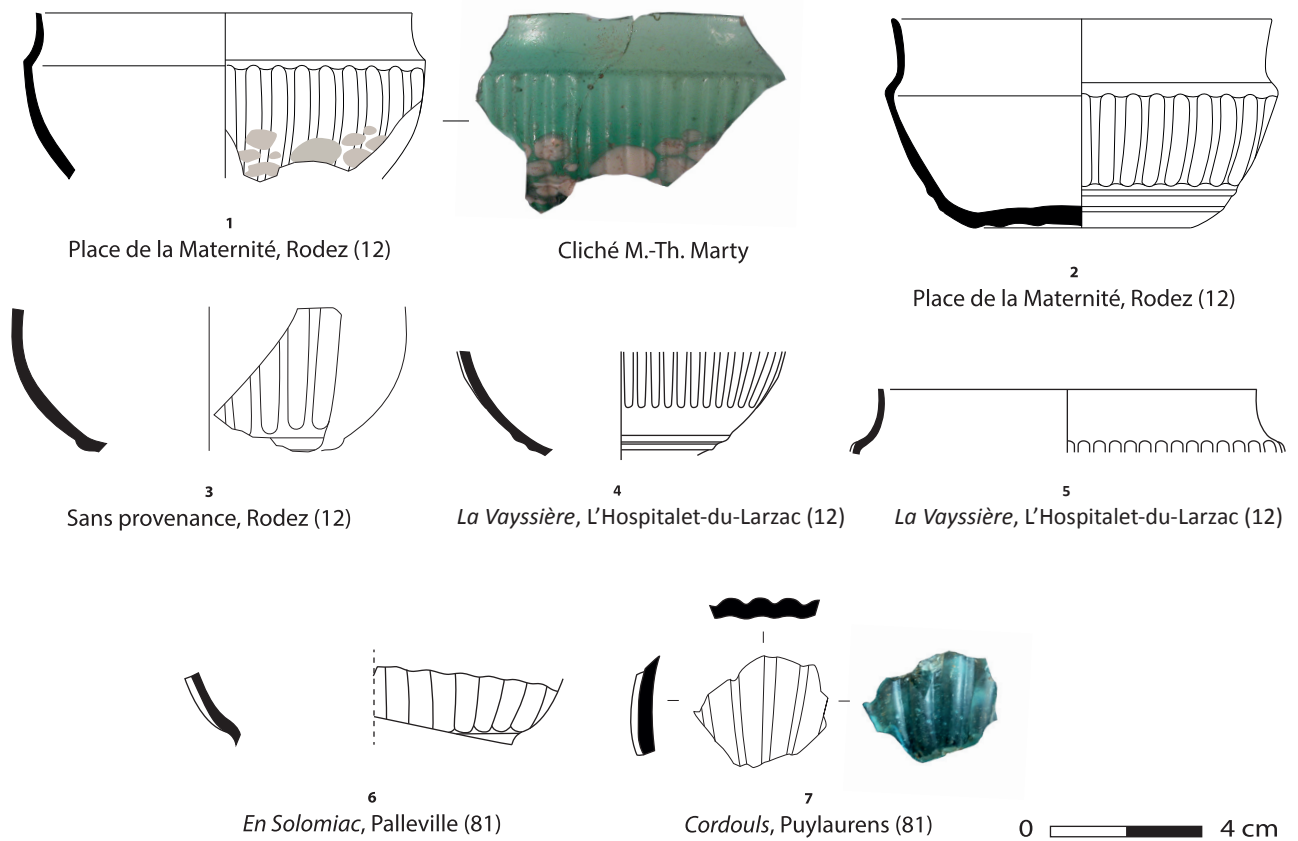 1
Place de la Maternité, Rodez (12)
Cliché M.-Th. Marty
2
Place de la Maternité, Rodez (12)
3
Sans provenance, Rodez (12)
4
La Vayssière, L’Hospitalet-du-Larzac (12)
5
La Vayssière, L’Hospitalet-du-Larzac (12)
6
En Solomiac, Palleville (81)
7
Cordouls, Puylaurens (81)
0 4 cm